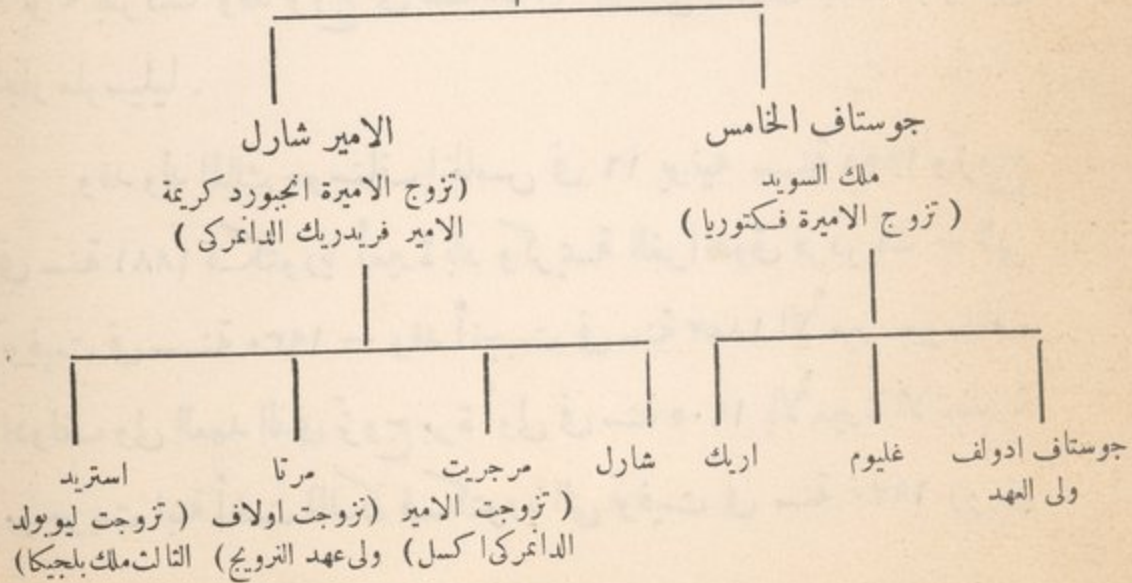 جوستاف الخامس
ملك السويد
( تزوج الاميرة فكتوريا )
الامير شارل
(تزوج الاميرة انجبورد كريمة
الامير فريدريك الدانمركى )
جوستاف ادولف
ولى العهد
غليوم
اريك
شارل
مرجريت
( تزوجت الامير
الدانمركى اكسل )
مرتا
(تزوجت اولاف
ولى عهد النرويج)
استريد
( تزوجت ليوبولد
الثالث ملك بلجيكا)